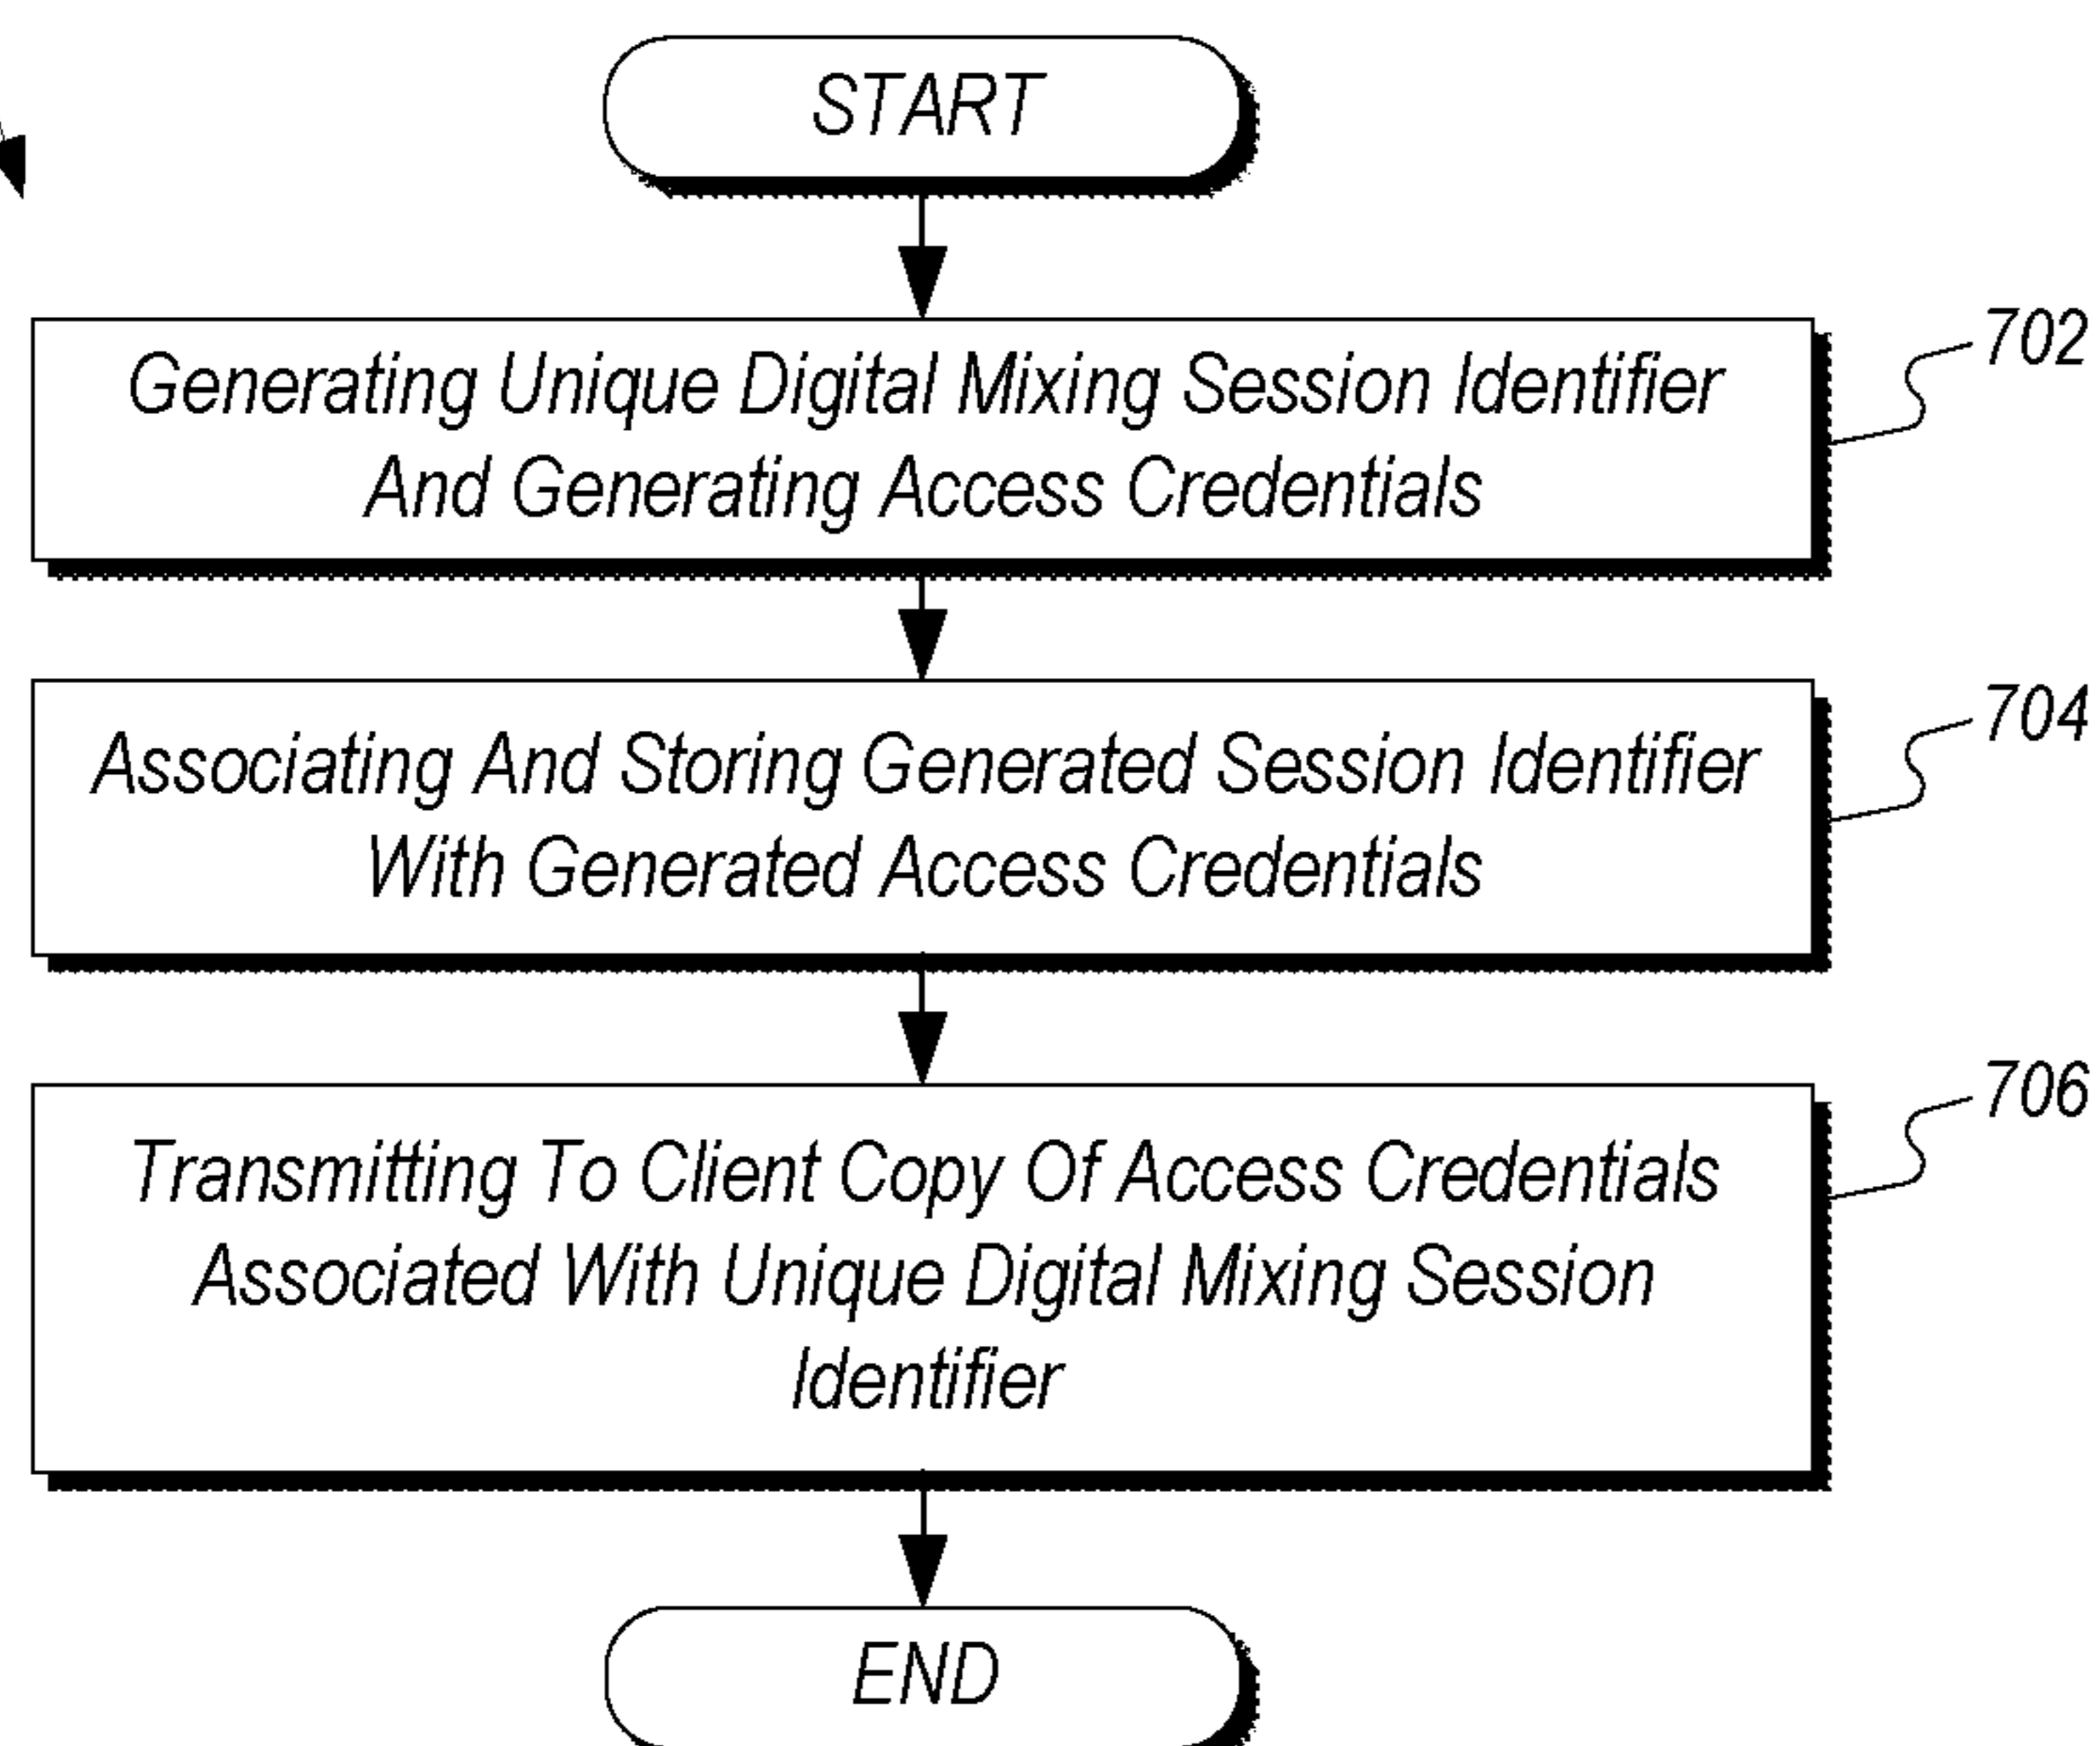 START
702
Generating Unique Digital Mixing Session Identifier
And Generating Access Credentials
704
Associating And Storing Generated Session Identifier
With Generated Access Credentials
706
Transmitting To Client Copy Of Access Credentials
Associated With Unique Digital Mixing Session
Identifier
END